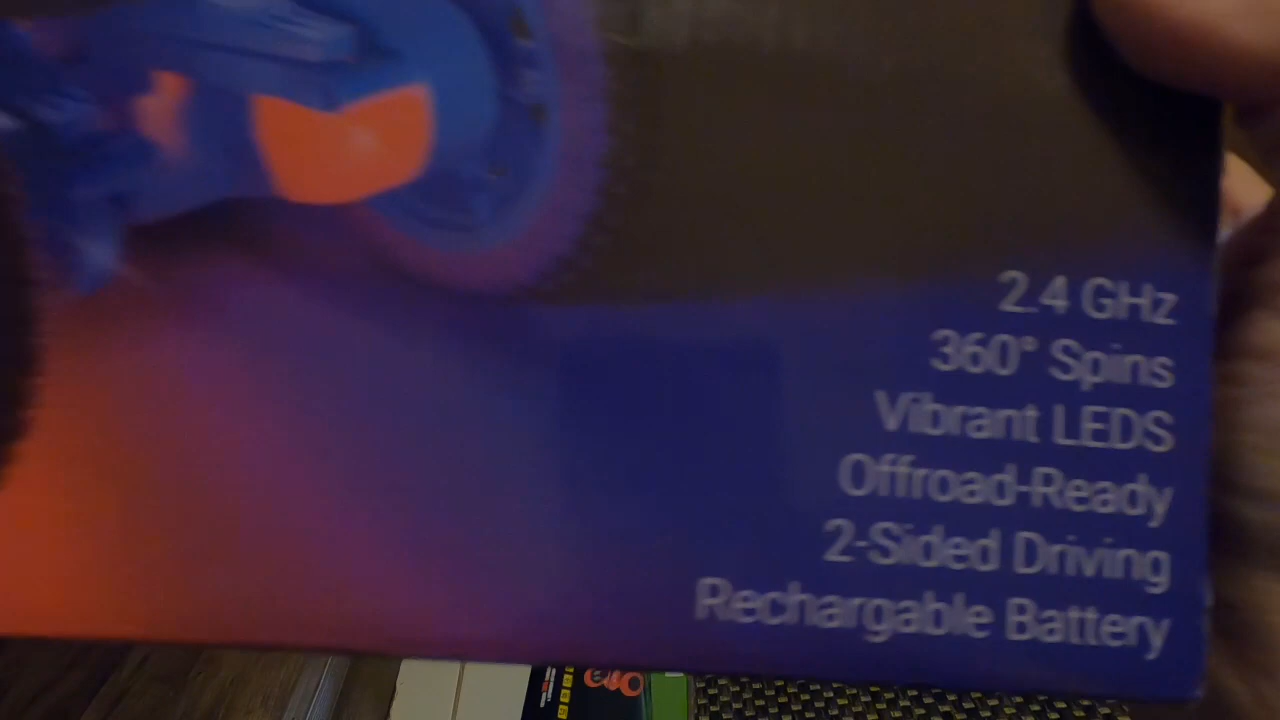 2.4 GHz
360° Spins
Vibrant LEDS
Offroad-Ready
2-Sided Driving
Rechargable Battery